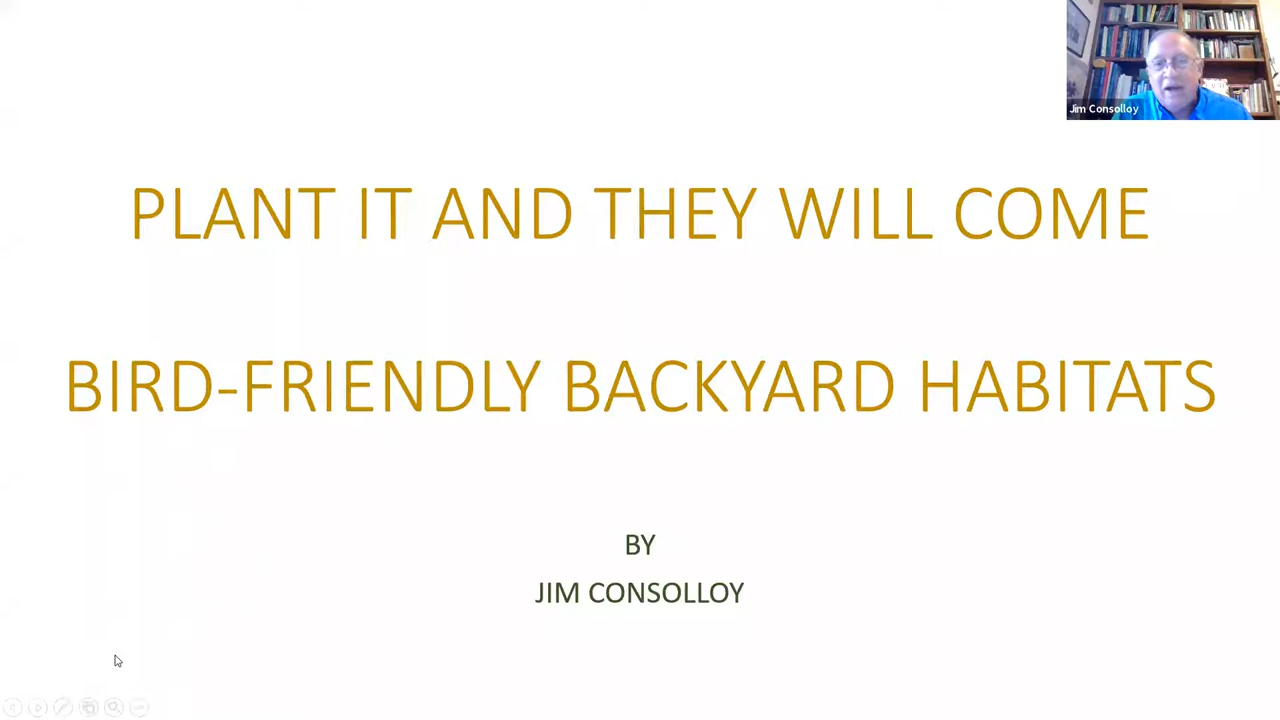 Jim Consolloy
PLANT IT AND THEY WILL COME
BIRD-FRIENDLY BACKYARD HABITATS
BY
JIM CONSOLLOY